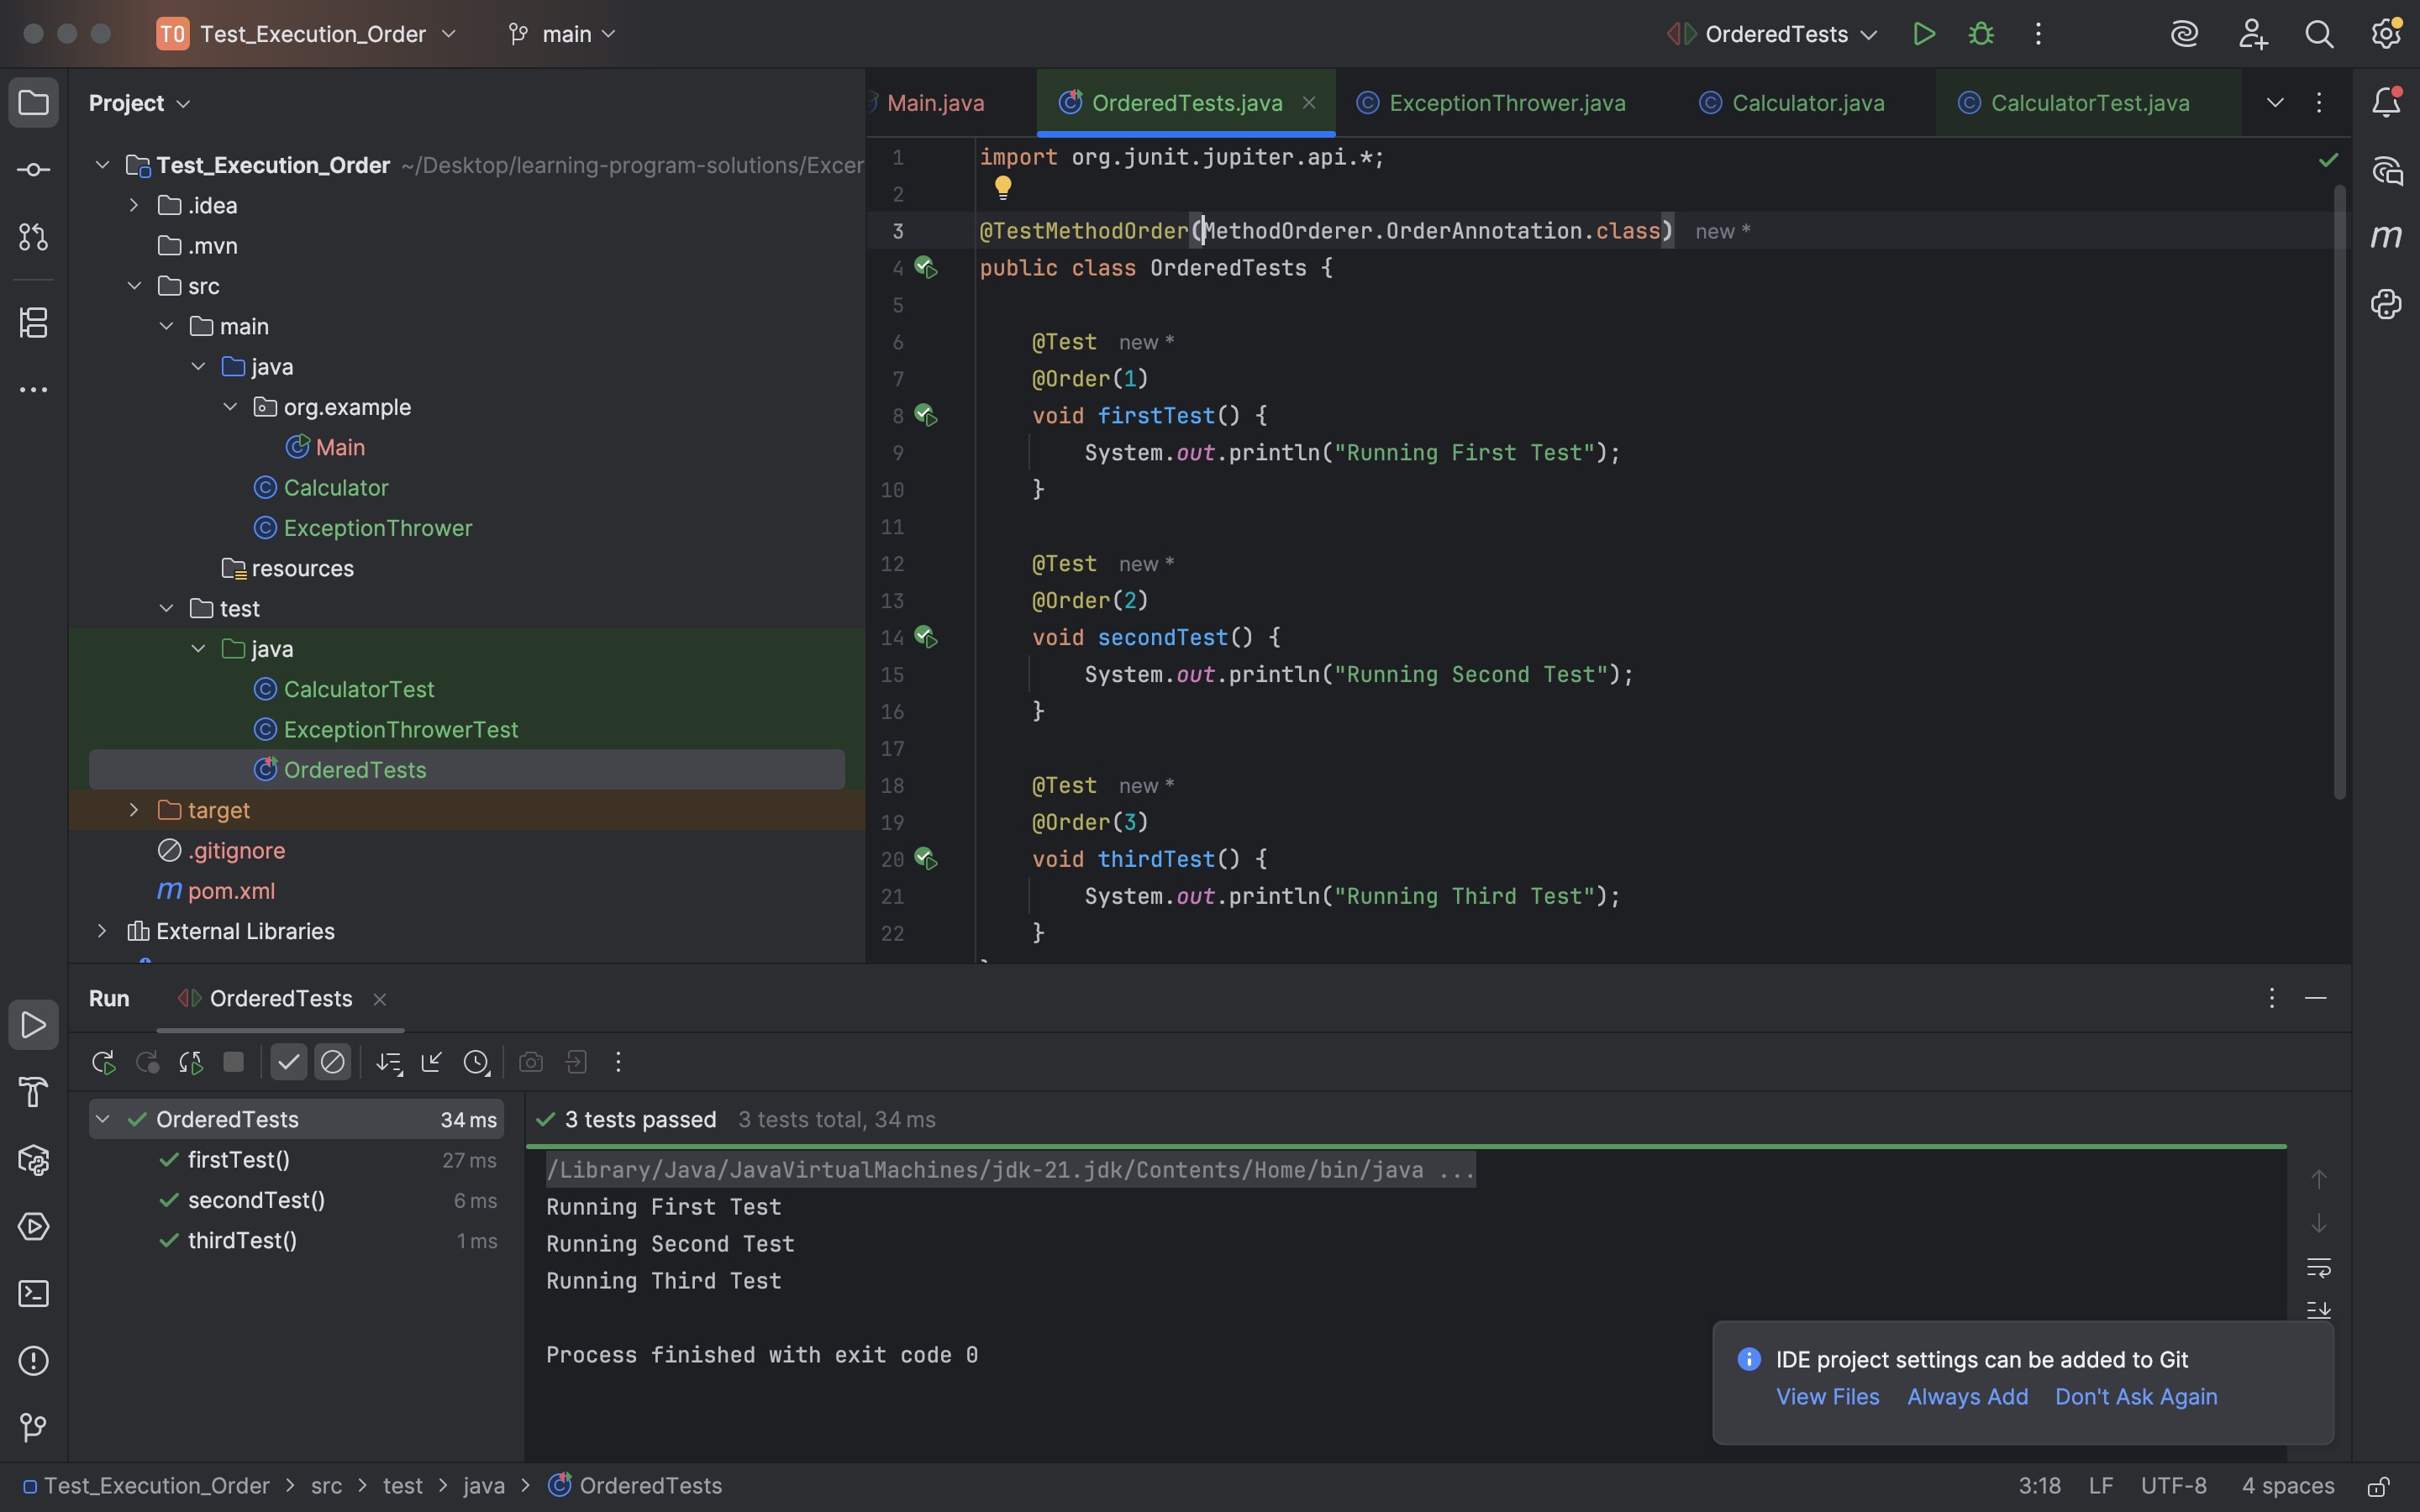 TO Test_Execution_Order main OrderedTests
Project
Main.java OrderedTests.java ExceptionThrower.java Calculator.java CalculatorTest.java
Test_Execution_Order ~/Desktop/learning-program-solutions/Excer
.idea
.mvn
src
main
java
org.example
Main
Calculator
ExceptionThrower
resources
test
java
CalculatorTest
ExceptionThrowerTest
OrderedTests
target
.gitignore
pom.xml
External Libraries
1 import org.junit.jupiter.api.*;
2
3 @TestMethodOrder(MethodOrderer.OrderAnnotation.class) new *
4 public class OrderedTests {
5
6 @Test new *
7 @Order(1)
8 void firstTest() {
9 System.out.println("Running First Test");
10 }
11
12 @Test new *
13 @Order(2)
14 void secondTest() {
15 System.out.println("Running Second Test");
16 }
17
18 @Test new *
19 @Order(3)
20 void thirdTest() {
21 System.out.println("Running Third Test");
22 }
Run OrderedTests
OrderedTests 34 ms
firstTest() 27 ms
secondTest() 6 ms
thirdTest() 1 ms
3 tests passed 3 tests total, 34 ms
/Library/Java/JavaVirtualMachines/jdk-21.jdk/Contents/Home/bin/java ...
Running First Test
Running Second Test
Running Third Test
Process finished with exit code 0
IDE project settings can be added to Git
View Files Always Add Don't Ask Again
Test_Execution_Order > src > test > java > OrderedTests 3:18 LF UTF-8 4 spaces